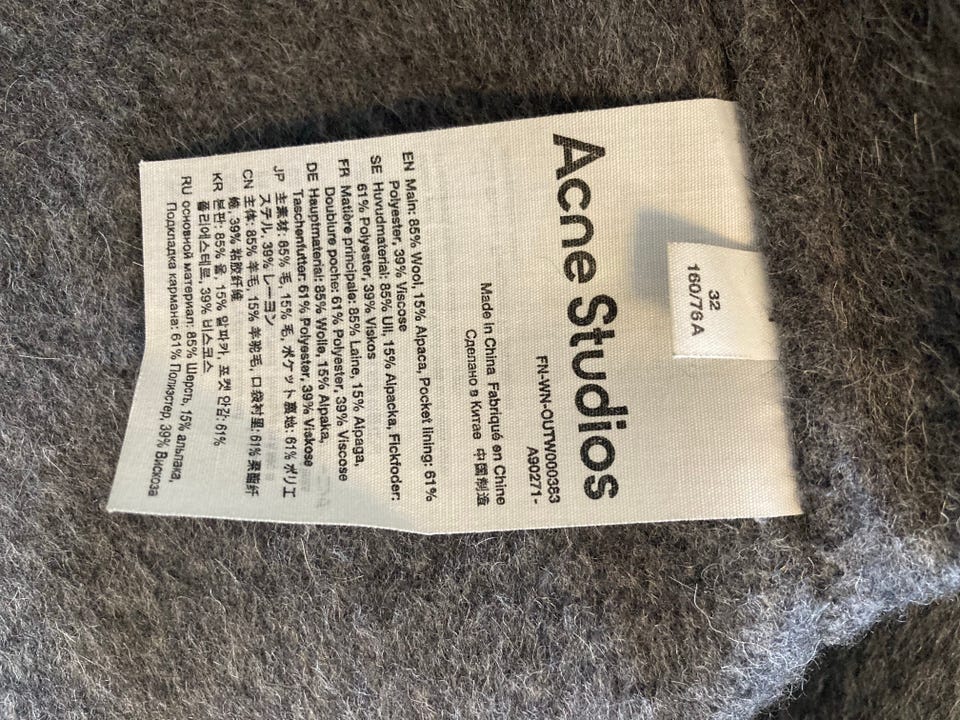 32
160/76A
Acne Studios
FN-WN-OUTW000383
A90271-
Made in China Fabriqué en Chine
Сделано в Китае 中国制造
EN Main: 85% Wool, 15% Alpaca, Pocket lining: 61%
Polyester, 39% Viscose
SE Huvudmaterial: 85% Ull, 15% Alpacka, Fickfoder:
61% Polyester, 39% Viskos
FR Matière principale: 85% Laine, 15% Alpaga,
Doublure poche: 61% Polyester, 39% Viscose
DE Hauptmaterial: 85% Wolle, 15% Alpaka,
Taschenfutter: 61% Polyester, 39% Viskose
JP 主素材: 85% 毛, 15% 毛, ポケット裏地: 61% ポリエ
ステル, 39% レーヨン
CN 主体: 85% 羊毛, 15% 羊驼毛, 口袋衬里: 61% 聚酯纤
维, 39% 粘胶纤维
KR 본판: 85% 울, 15% 알파카, 포켓 안감: 61%
폴리에스테르, 39% 비스코스
RU основной материал: 85% Шерсть, 15% альпака,
Подкладка кармана: 61% Полиэстер, 39% Вискоза